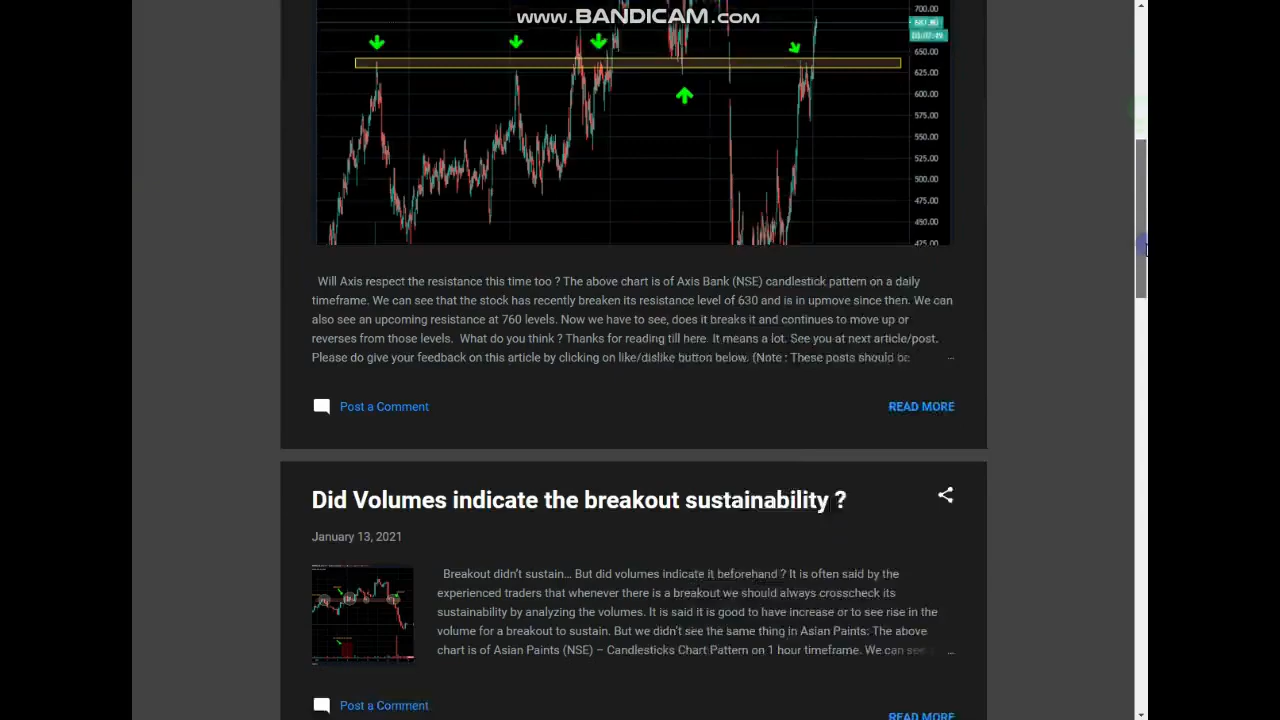 www.BANDICAM.com
700.00
687.80
650.00
625.00
600.00
575.00
550.00
525.00
500.00
475.00
450.00
425.00
Will Axis respect the resistance this time too ? The above chart is of Axis Bank (NSE) candlestick pattern on a daily
timeframe. We can see that the stock has recently breaken its resistance level of 630 and is in upmove since then. We can
also see an upcoming resistance at 760 levels. Now we have to see, does it breaks it and continues to move up or
reverses from those levels. What do you think ? Thanks for reading till here. It means a lot. See you at next article/post.
Please do give your feedback on this article by clicking on like/dislike button below. (Note : These posts should be ...
Post a Comment
READ MORE
Did Volumes indicate the breakout sustainability ?
January 13, 2021
Breakout didn't sustain... But did volumes indicate it beforehand ? It is often said by the
experienced traders that whenever there is a breakout we should always crosscheck its
sustainability by analyzing the volumes. It is said it is good to have increase or to see rise in the
volume for a breakout to sustain. But we didn't see the same thing in Asian Paints: The above
chart is of Asian Paints (NSE) – Candlesticks Chart Pattern on 1 hour timeframe. We can see ...
Post a Comment
READ MORE